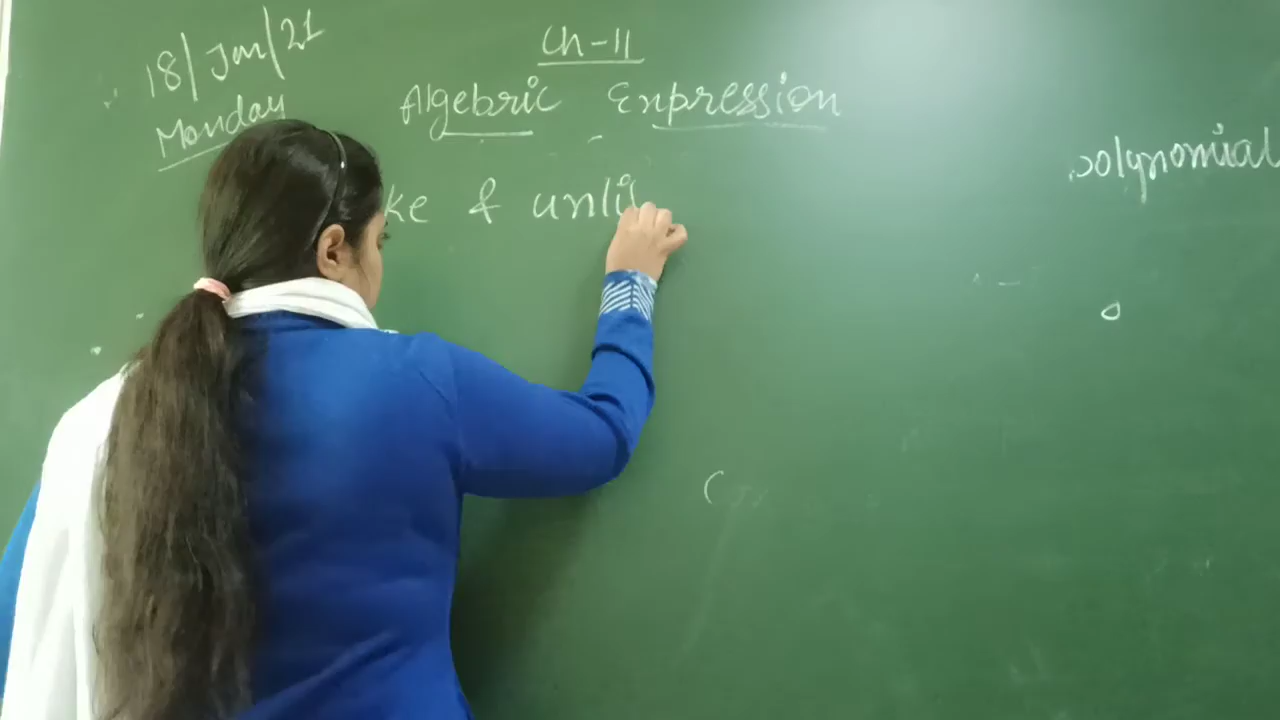 18/Jan/21
Monday
Ch-11
Algebric Expression
ke & unli
polynomial